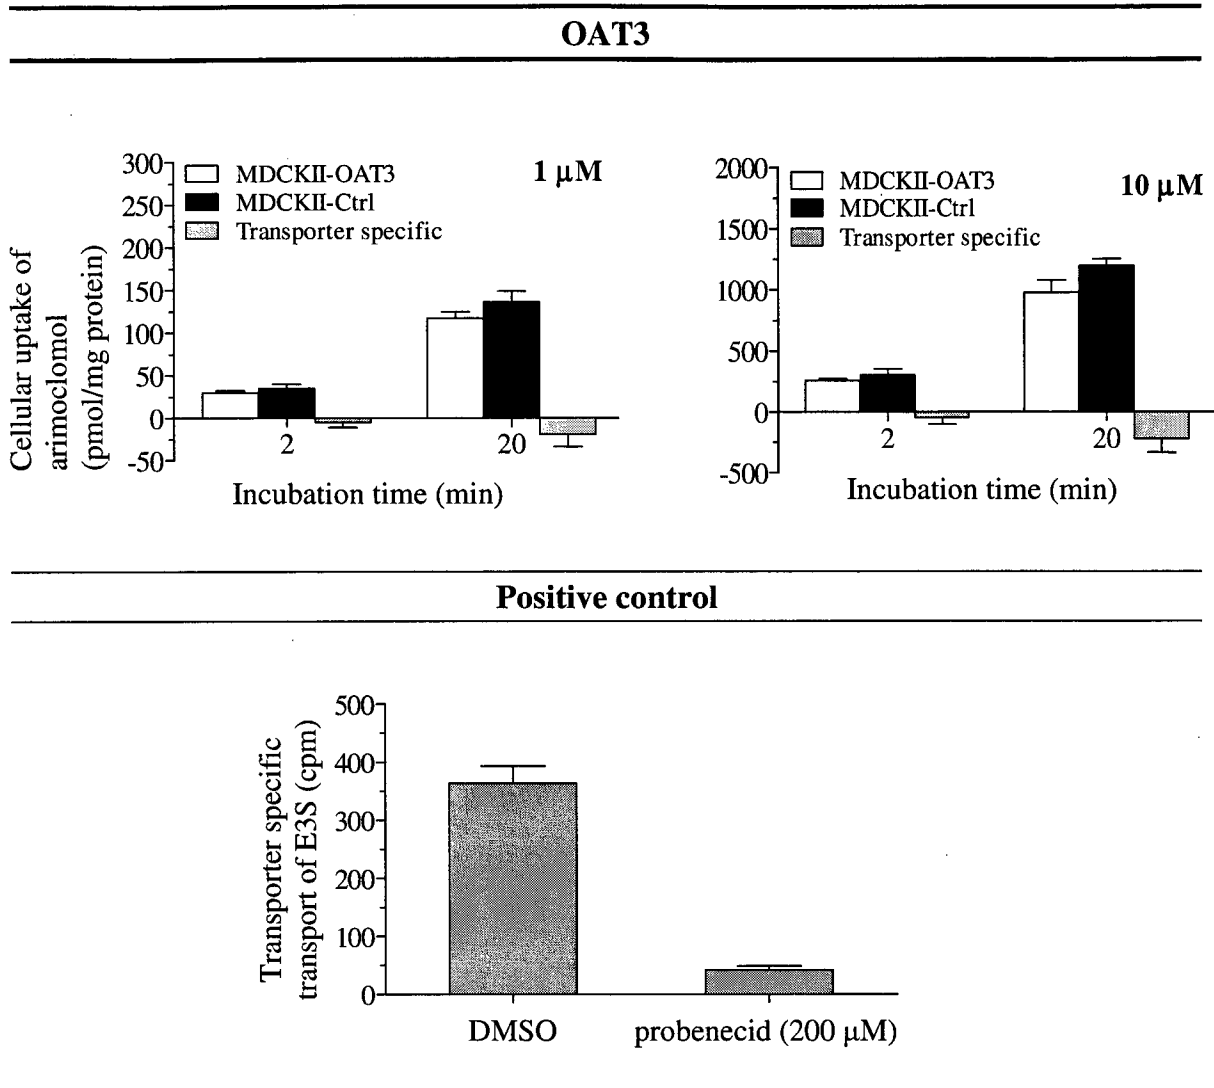 OAT3
300
250
200
150
100
50
0
-50
MDCKII-OAT3
MDCKII-Ctrl
Transporter specific
1 µM
Cellular uptake of
arimoclomol
(pmol/mg protein)
2
20
Incubation time (min)
2000
1500
1000
500
0
-500
MDCKII-OAT3
MDCKII-Ctrl
Transporter specific
10 µM
2
20
Incubation time (min)
Positive control
Transporter specific
transport of E3S (cpm)
500
400
300
200
100
0
DMSO
probenecid (200 µM)